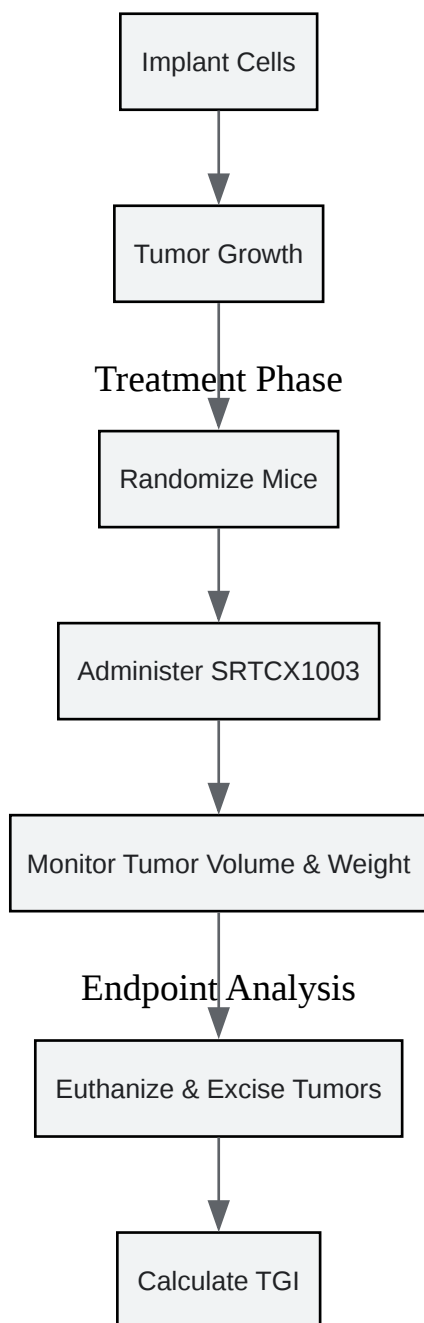 Implant Cells
Tumor Growth
Treatment Phase
Randomize Mice
Administer SRTCX1003
Monitor Tumor Volume & Weight
Endpoint Analysis
Euthanize & Excise Tumors
Calculate TGI